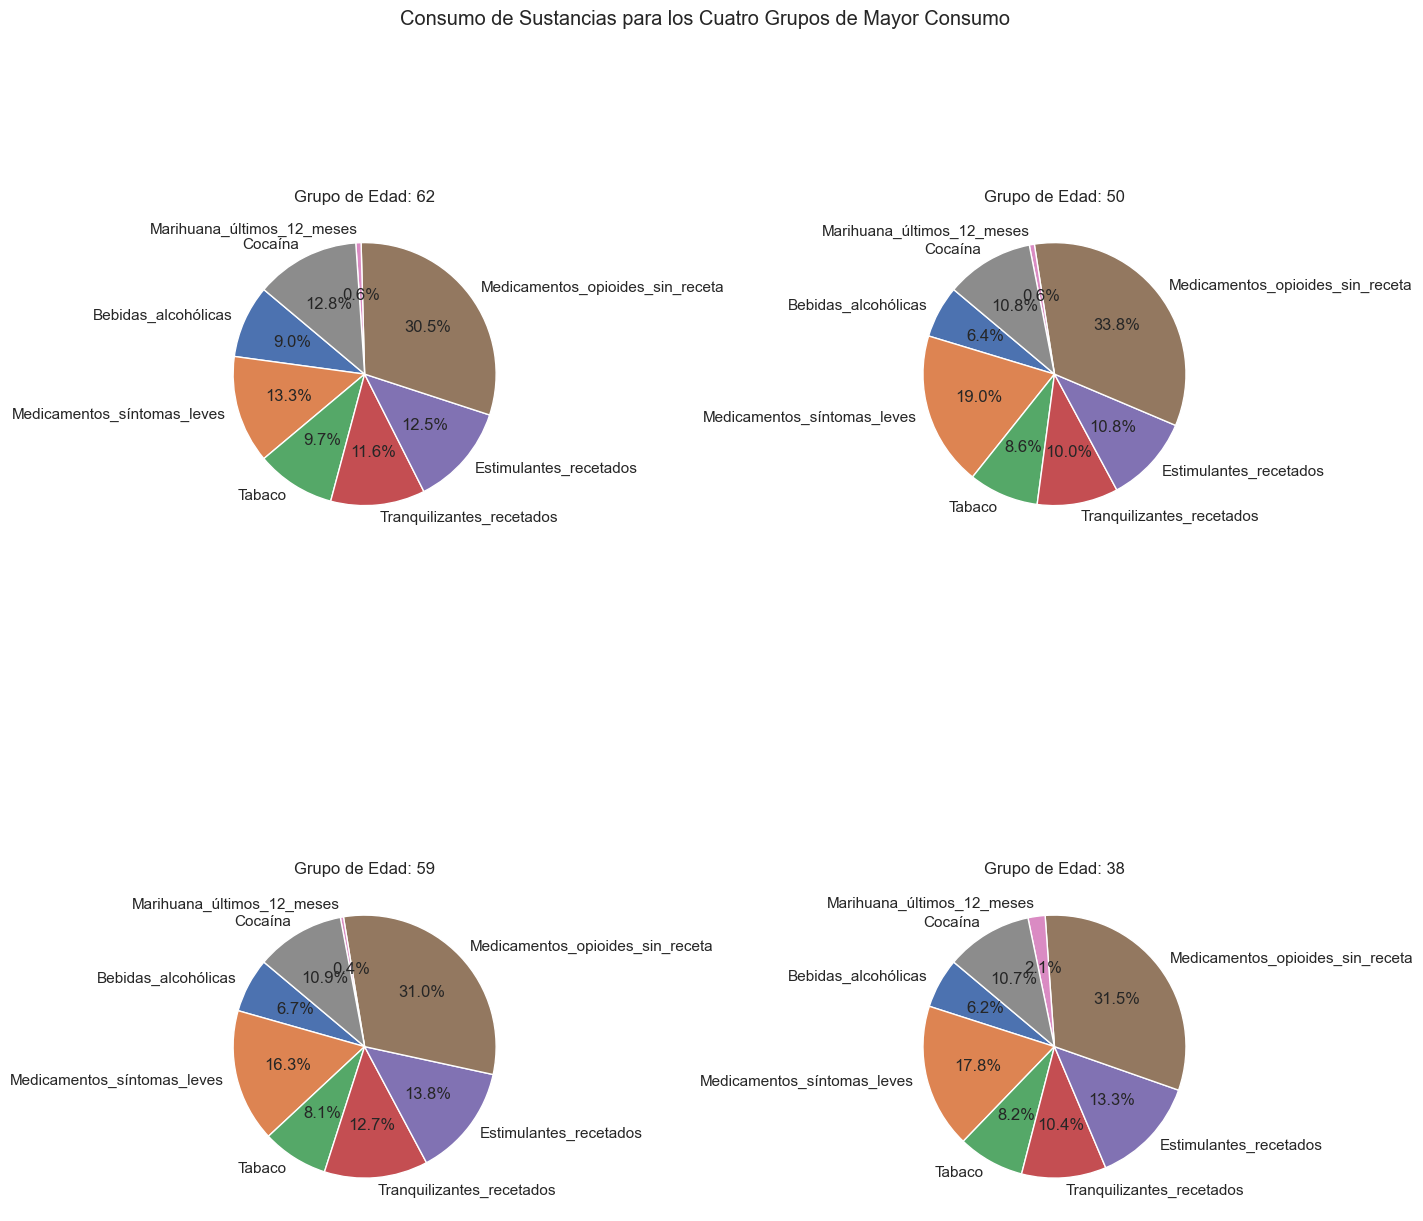 Consumo de Sustancias para los Cuatro Grupos de Mayor Consumo
Grupo de Edad: 62
Marihuana_últimos_12_meses
Cocaína
Medicamentos_opioides_sin_receta
Bebidas_alcohólicas
Medicamentos_síntomas_leves
Estimulantes_recetados
Tabaco
Tranquilizantes_recetados
0.6%
12.8%
30.5%
9.0%
13.3%
12.5%
9.7%
11.6%
Grupo de Edad: 50
Marihuana_últimos_12_meses
Cocaína
Medicamentos_opioides_sin_receta
Bebidas_alcohólicas
Medicamentos_síntomas_leves
Estimulantes_recetados
Tabaco
Tranquilizantes_recetados
0.6%
10.8%
33.8%
6.4%
19.0%
10.8%
8.6%
10.0%
Grupo de Edad: 59
Marihuana_últimos_12_meses
Cocaína
Medicamentos_opioides_sin_receta
Bebidas_alcohólicas
Medicamentos_síntomas_leves
Estimulantes_recetados
Tabaco
Tranquilizantes_recetados
0.4%
10.9%
31.0%
6.7%
16.3%
13.8%
8.1%
12.7%
Grupo de Edad: 38
Marihuana_últimos_12_meses
Cocaína
Medicamentos_opioides_sin_receta
Bebidas_alcohólicas
Medicamentos_síntomas_leves
Estimulantes_recetados
Tabaco
Tranquilizantes_recetados
2.1%
10.7%
31.5%
6.2%
17.8%
13.3%
8.2%
10.4%